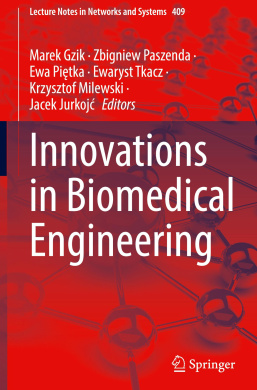 Lecture Notes in Networks and Systems 409
Marek Gzik · Zbigniew Paszenda ·
Ewa Piętka · Ewaryst Tkacz ·
Krzysztof Milewski ·
Jacek Jurkojć Editors
Innovations
in Biomedical
Engineering
Springer